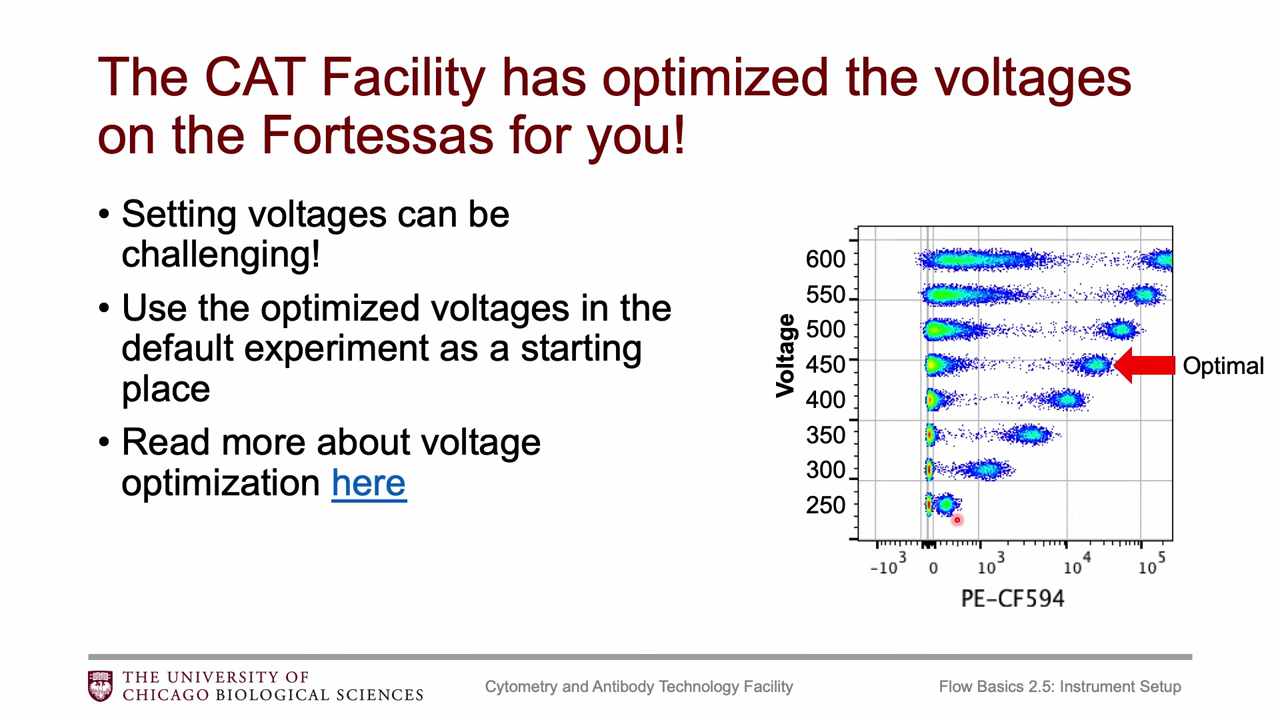 The CAT Facility has optimized the voltages
on the Fortessas for you!
• Setting voltages can be
challenging!
• Use the optimized voltages in the
default experiment as a starting
place
• Read more about voltage
optimization here
Voltage
600
550
500
450
400
350
300
250
Optimal
-10³ 0 10³ 10⁴ 10⁵
PE-CF594
THE UNIVERSITY OF
CHICAGO BIOLOGICAL SCIENCES
Cytometry and Antibody Technology Facility
Flow Basics 2.5: Instrument Setup